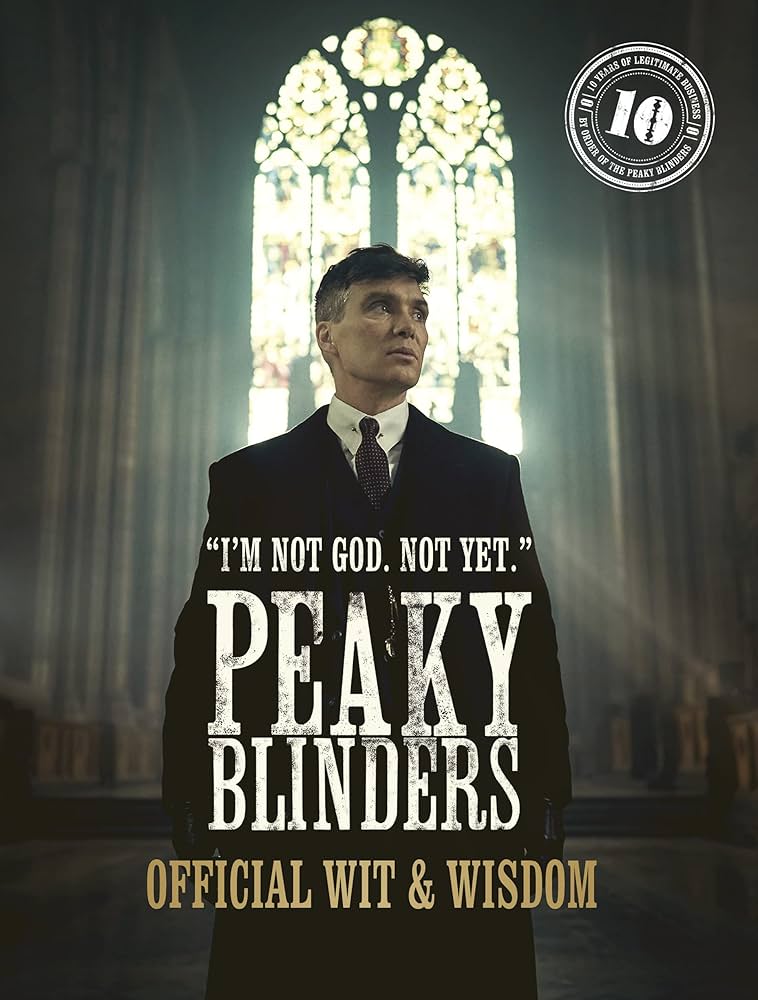 10 YEARS OF LEGITIMATE BUSINESS
10
BY ORDER OF THE PEAKY BLINDERS
“I’M NOT GOD. NOT YET.”
PEAKY
BLINDERS
OFFICIAL WIT & WISDOM